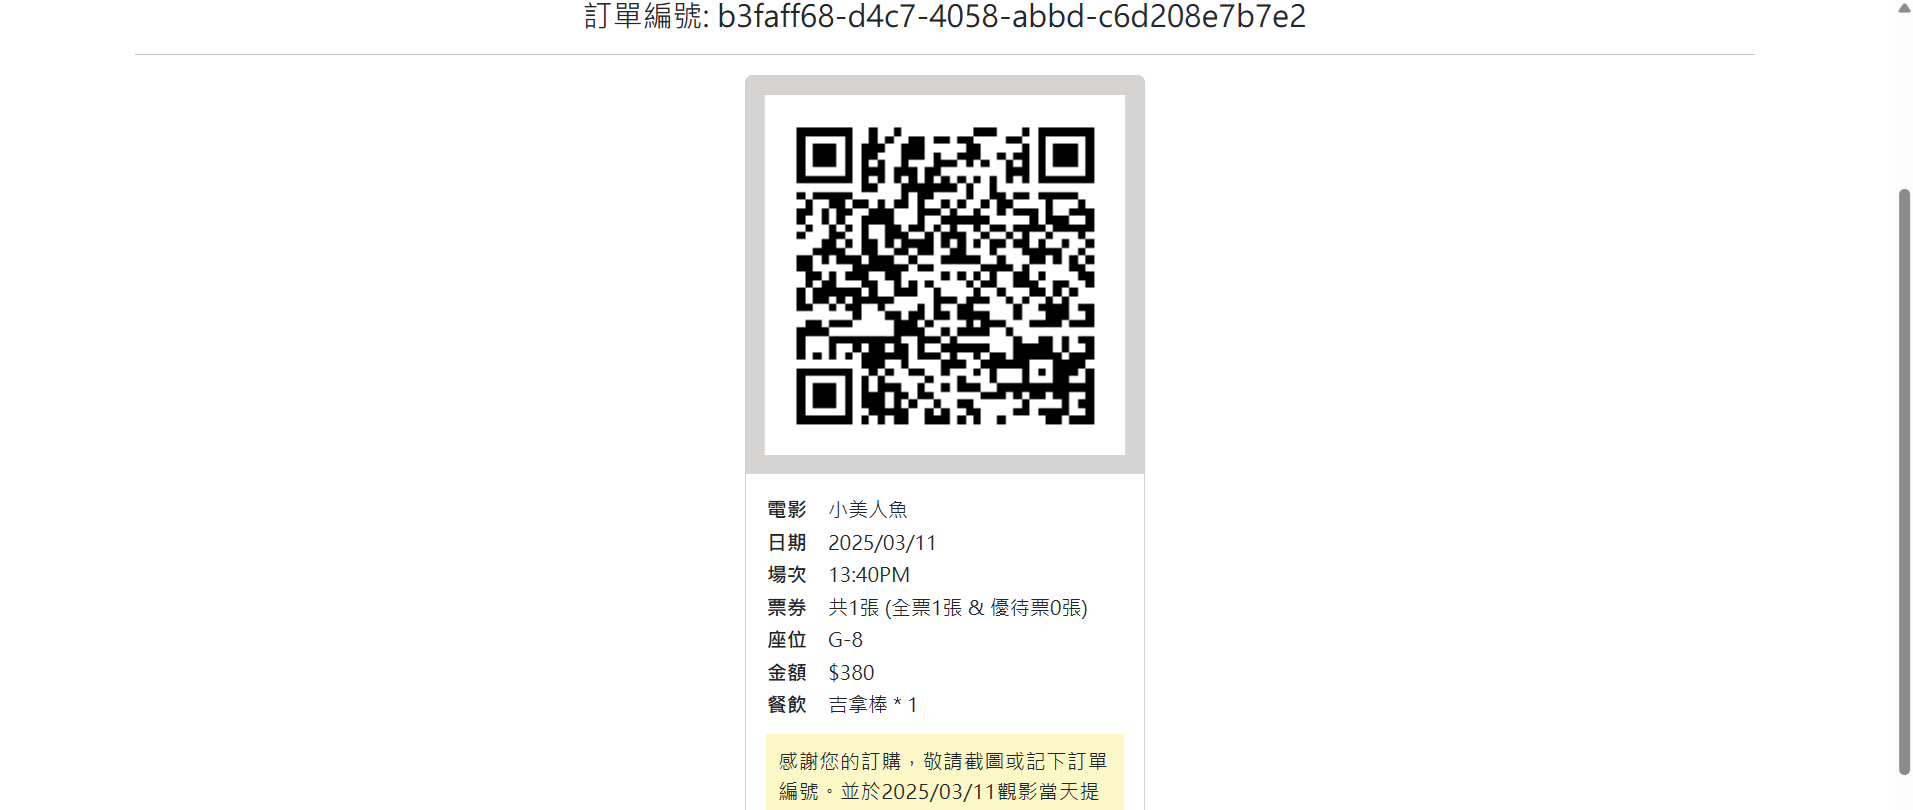 訂單編號: b3faff68-d4c7-4058-abbd-c6d208e7b7e2
電影 小美人魚
日期 2025/03/11
場次 13:40PM
票券 共1張 (全票1張 & 優待票0張)
座位 G-8
金額 $380
餐飲 吉拿棒 * 1
感謝您的訂購，敬請截圖或記下訂單
編號。並於2025/03/11觀影當天提